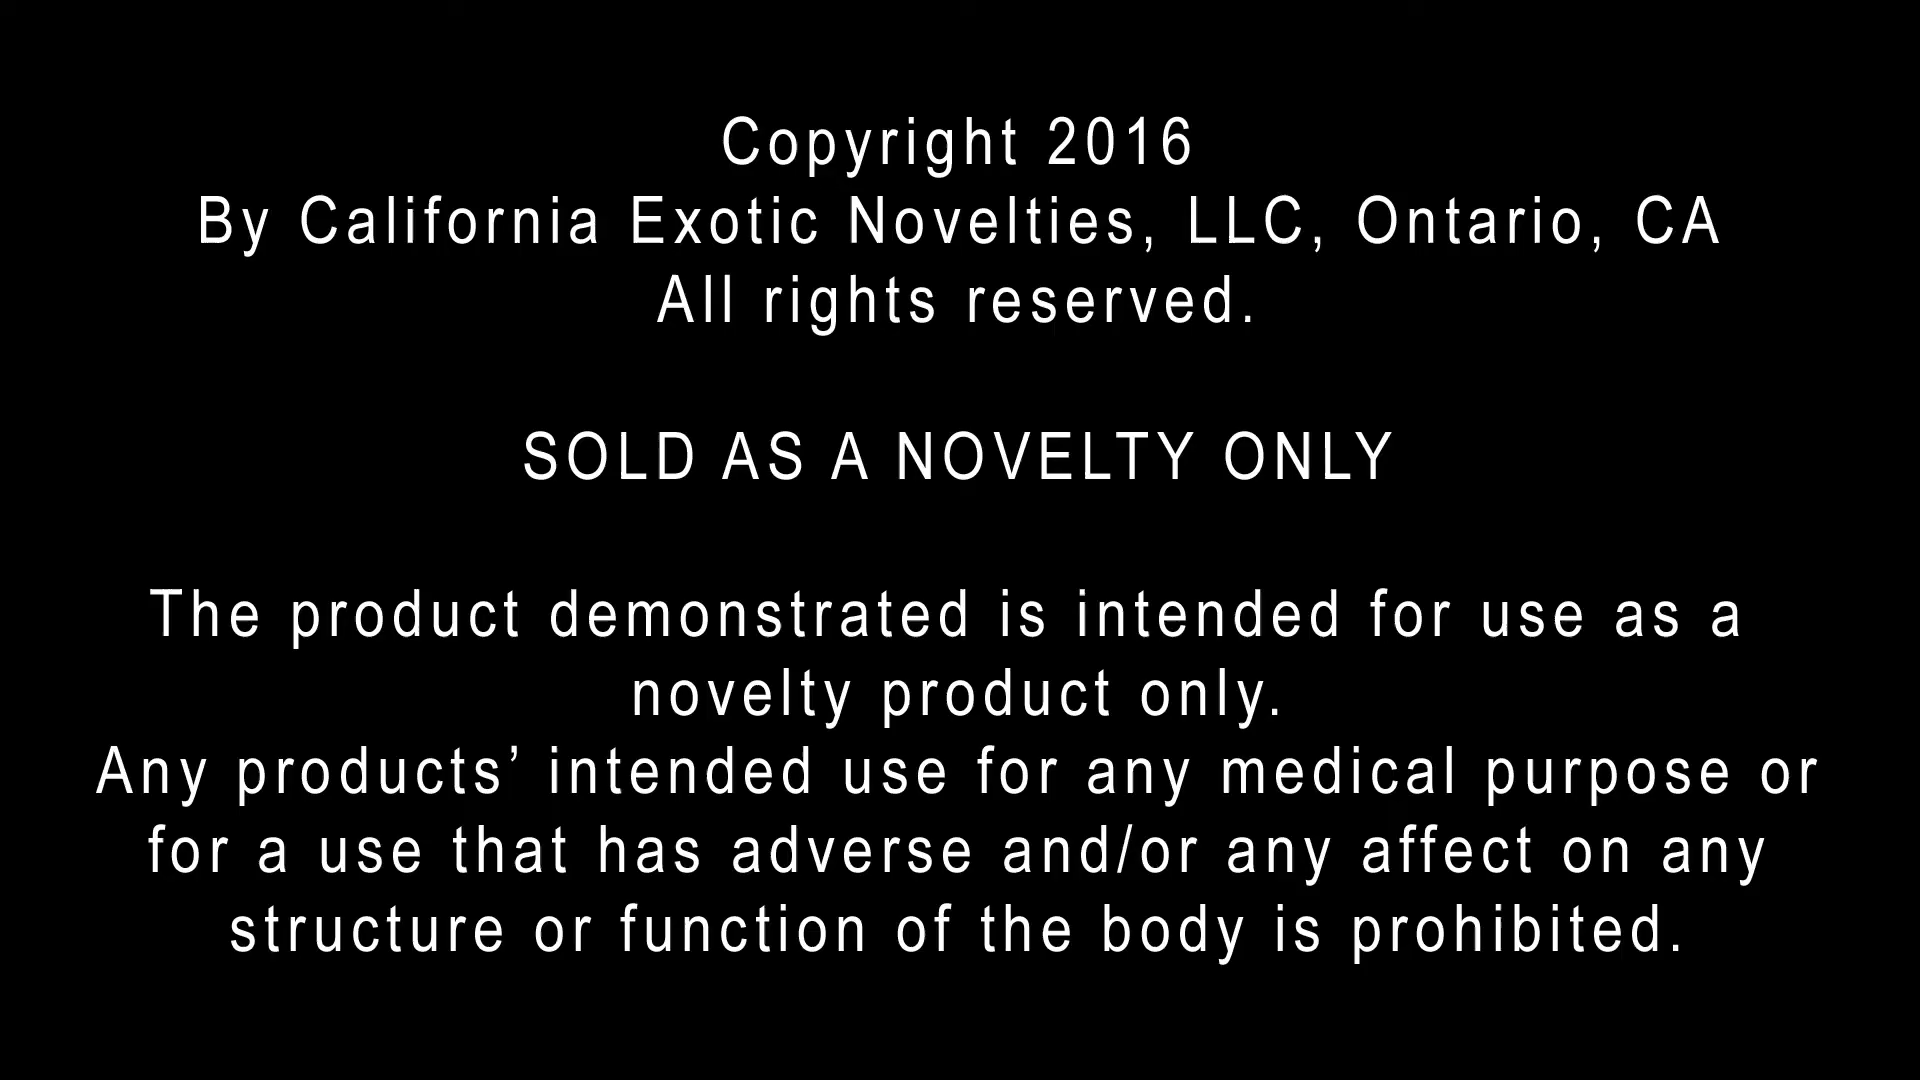 Copyright 2016
By California Exotic Novelties, LLC, Ontario, CA
All rights reserved.
SOLD AS A NOVELTY ONLY
The product demonstrated is intended for use as a
novelty product only.
Any products’ intended use for any medical purpose or
for a use that has adverse and/or any affect on any
structure or function of the body is prohibited.